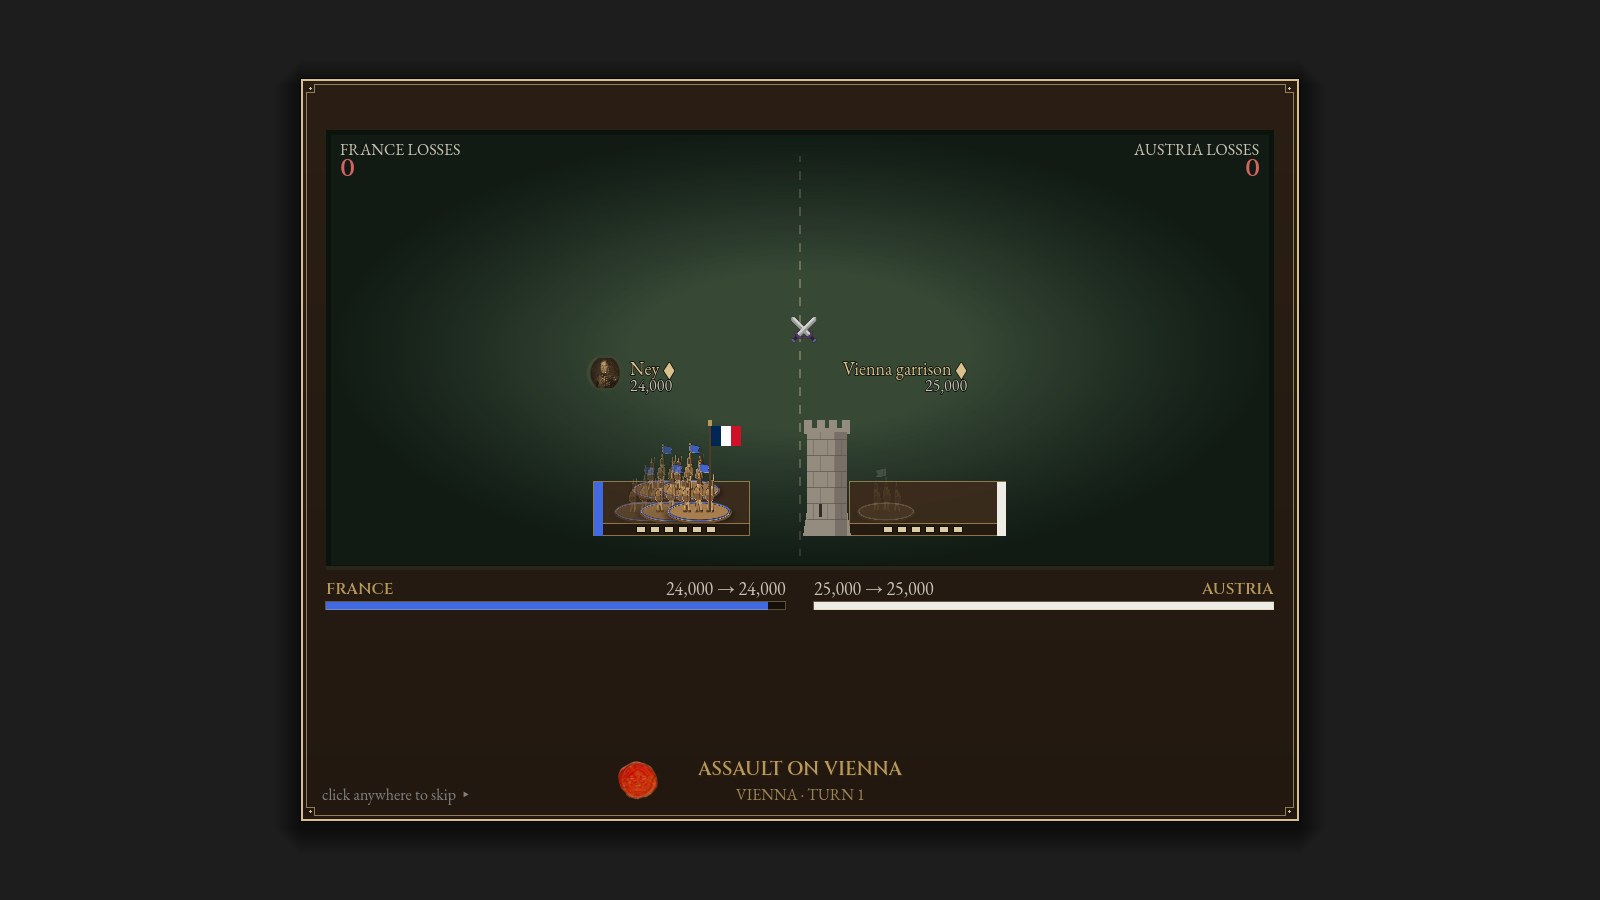 FRANCE LOSSES
0
AUSTRIA LOSSES
0
Ney
24,000
Vienna garrison
25,000
FRANCE
24,000 → 24,000
25,000 → 25,000
AUSTRIA
ASSAULT ON VIENNA
VIENNA · TURN 1
click anywhere to skip ▸